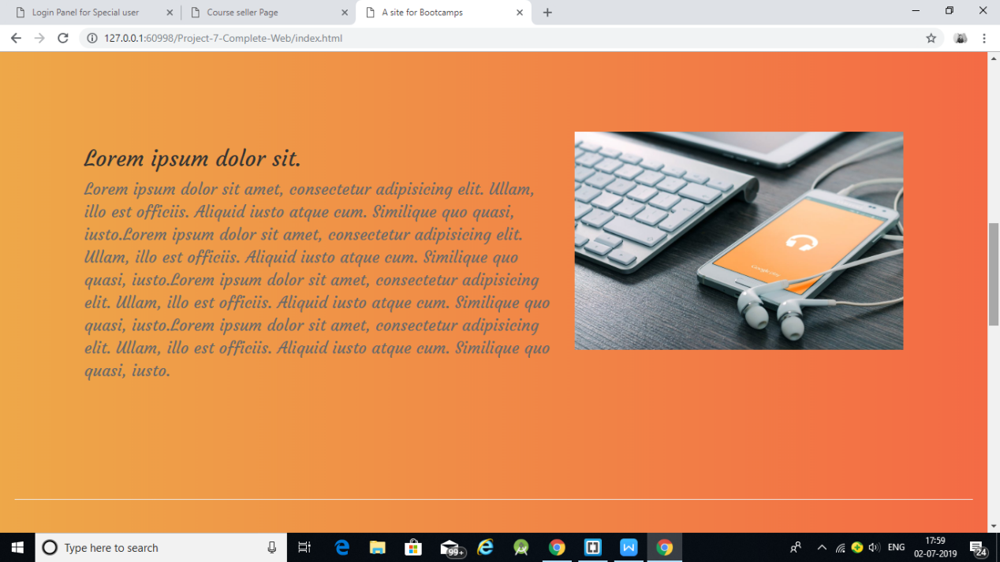 Login Panel for Special user
Course seller Page
A site for Bootcamps
127.0.0.1:60998/Project-7-Complete-Web/index.html
Lorem ipsum dolor sit.
Lorem ipsum dolor sit amet, consectetur adipisicing elit. Ullam,
illo est officiis. Aliquid iusto atque cum. Similique quo quasi,
iusto.Lorem ipsum dolor sit amet, consectetur adipisicing elit.
Ullam, illo est officiis. Aliquid iusto atque cum. Similique quo
quasi, iusto.Lorem ipsum dolor sit amet, consectetur adipisicing
elit. Ullam, illo est officiis. Aliquid iusto atque cum. Similique quo
quasi, iusto.Lorem ipsum dolor sit amet, consectetur adipisicing
elit. Ullam, illo est officiis. Aliquid iusto atque cum. Similique quo
quasi, iusto.
Type here to search
99+
W
ENG
17:59
02-07-2019
24